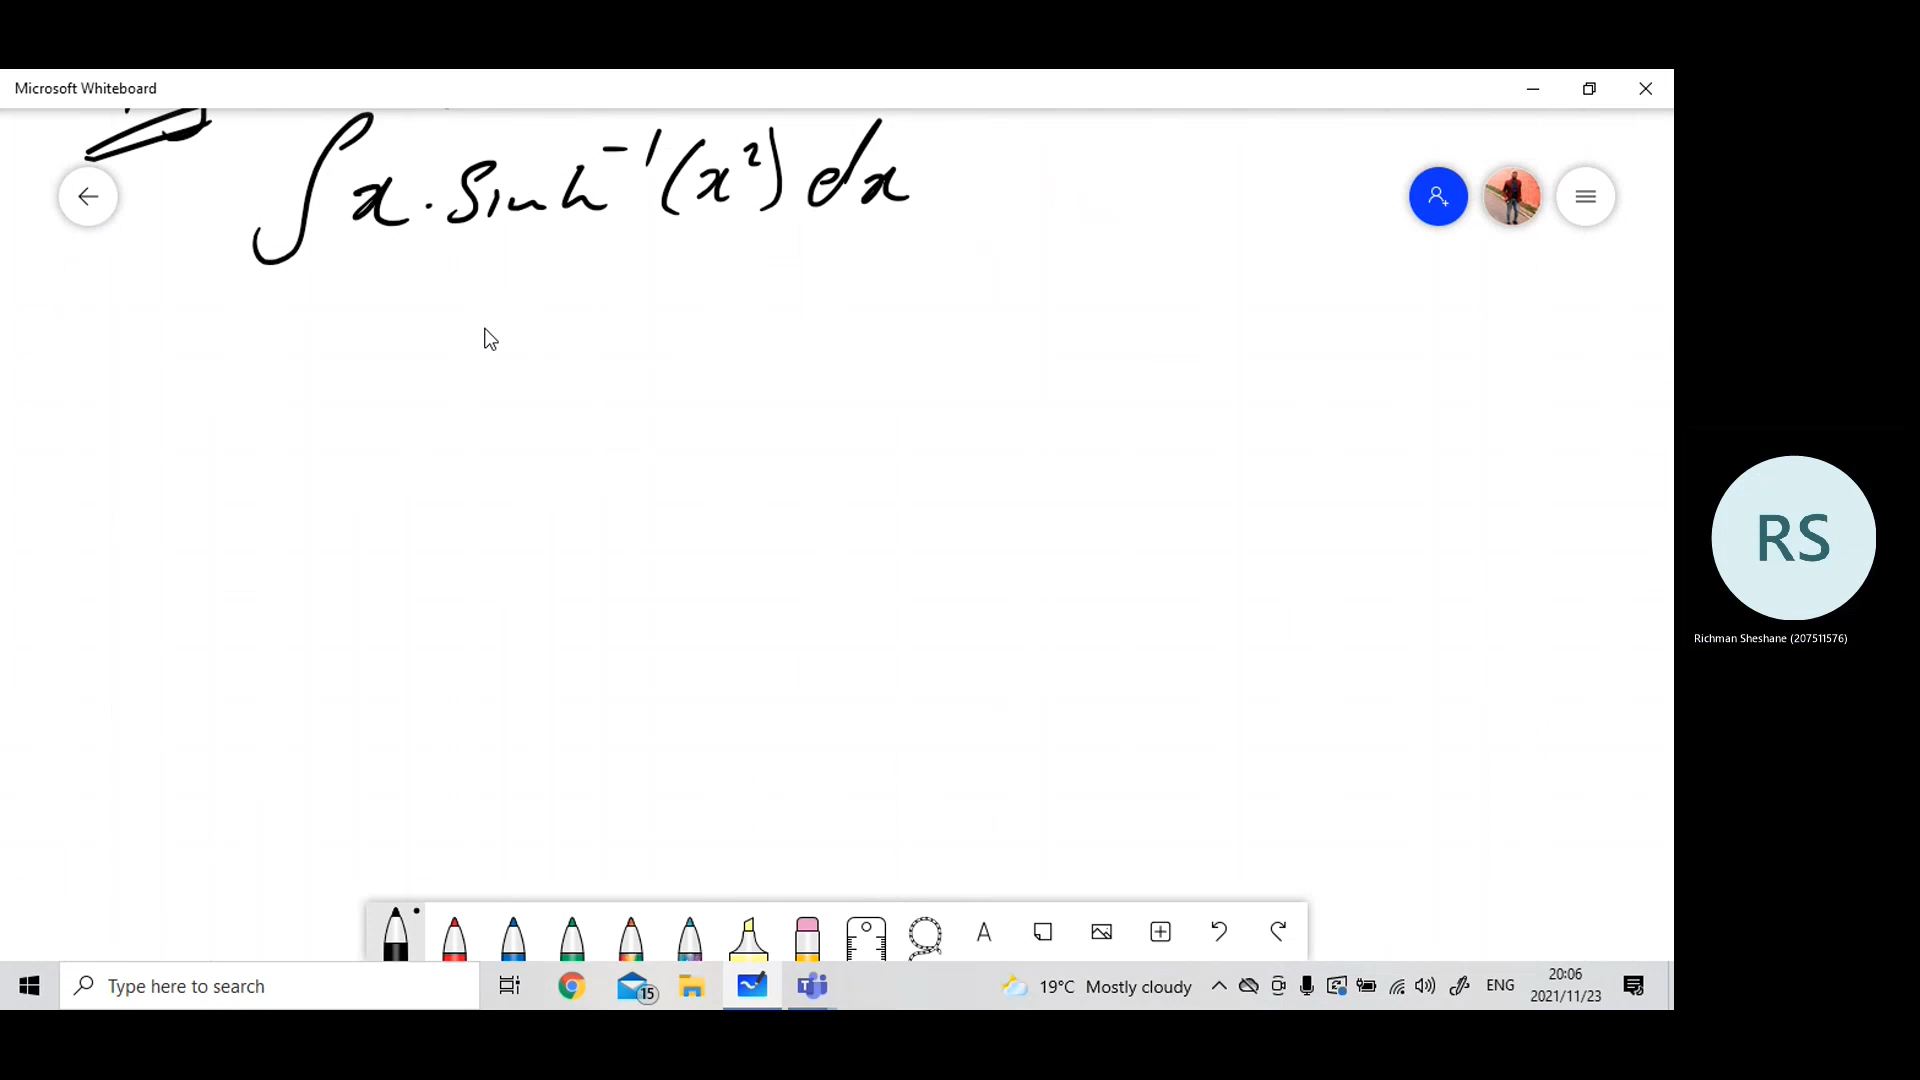 Microsoft Whiteboard
∫ x · Sinh⁻¹(x²) dx
RS
Richman Sheshane (207511576)
A
Type here to search
15
19°C Mostly cloudy
ENG
20:06
2021/11/23